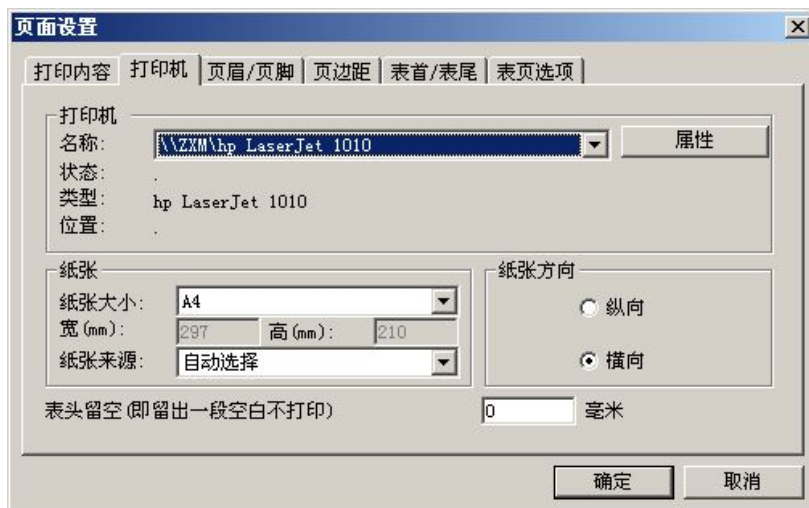 页面设置
打印内容 打印机 页眉/页脚 页边距 表首/表尾 表页选项
打印机
名称: \\ZXM\hp LaserJet 1010 属性
状态: .
类型: hp LaserJet 1010
位置: .
纸张 纸张方向
纸张大小: A4 纵向
宽(mm): 297 高(mm): 210
纸张来源: 自动选择 横向
表头留空(即留出一段空白不打印) 0 毫米
确定 取消